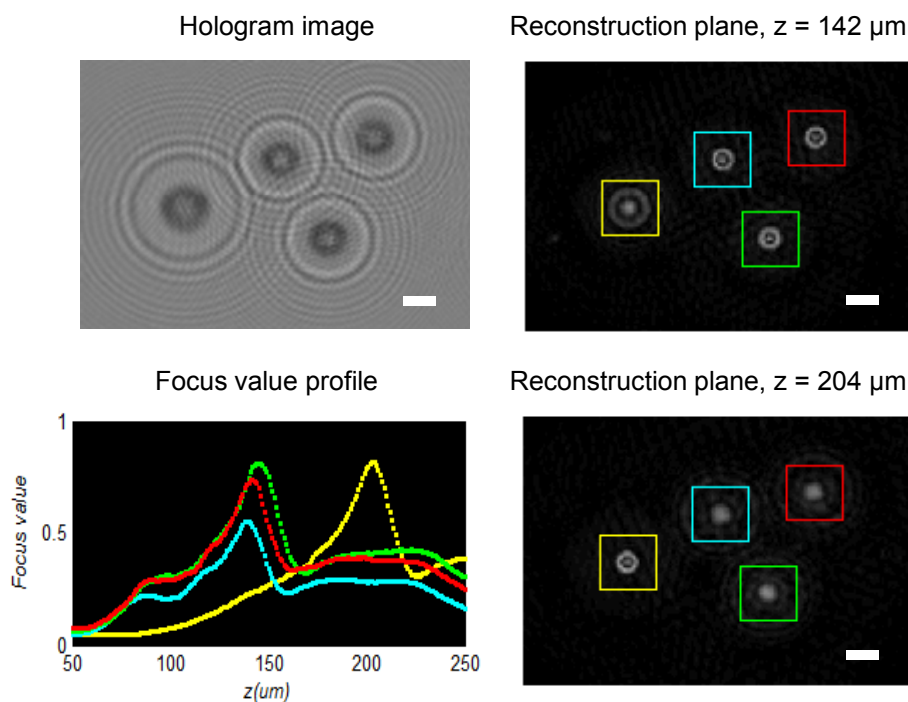 Hologram image
Reconstruction plane, z = 142 µm
Focus value profile
Reconstruction plane, z = 204 µm
1
0.5
0
Focus value
50
100
150
200
250
z(um)